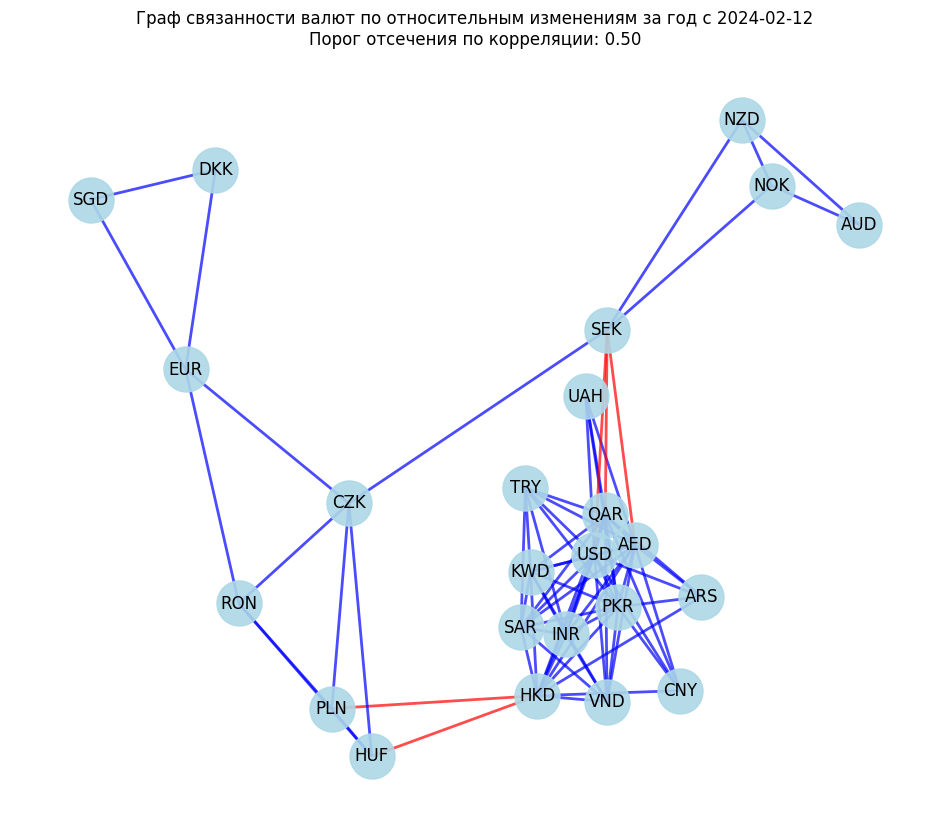 Граф связанности валют по относительным изменениям за год с 2024-02-12
Порог отсечения по корреляции: 0.50
NZD
DKK
NOK
SGD
AUD
SEK
EUR
UAH
TRY
CZK
QAR
AED
USD
KWD
ARS
RON
PKR
SAR
INR
CNY
HKD
VND
PLN
HUF